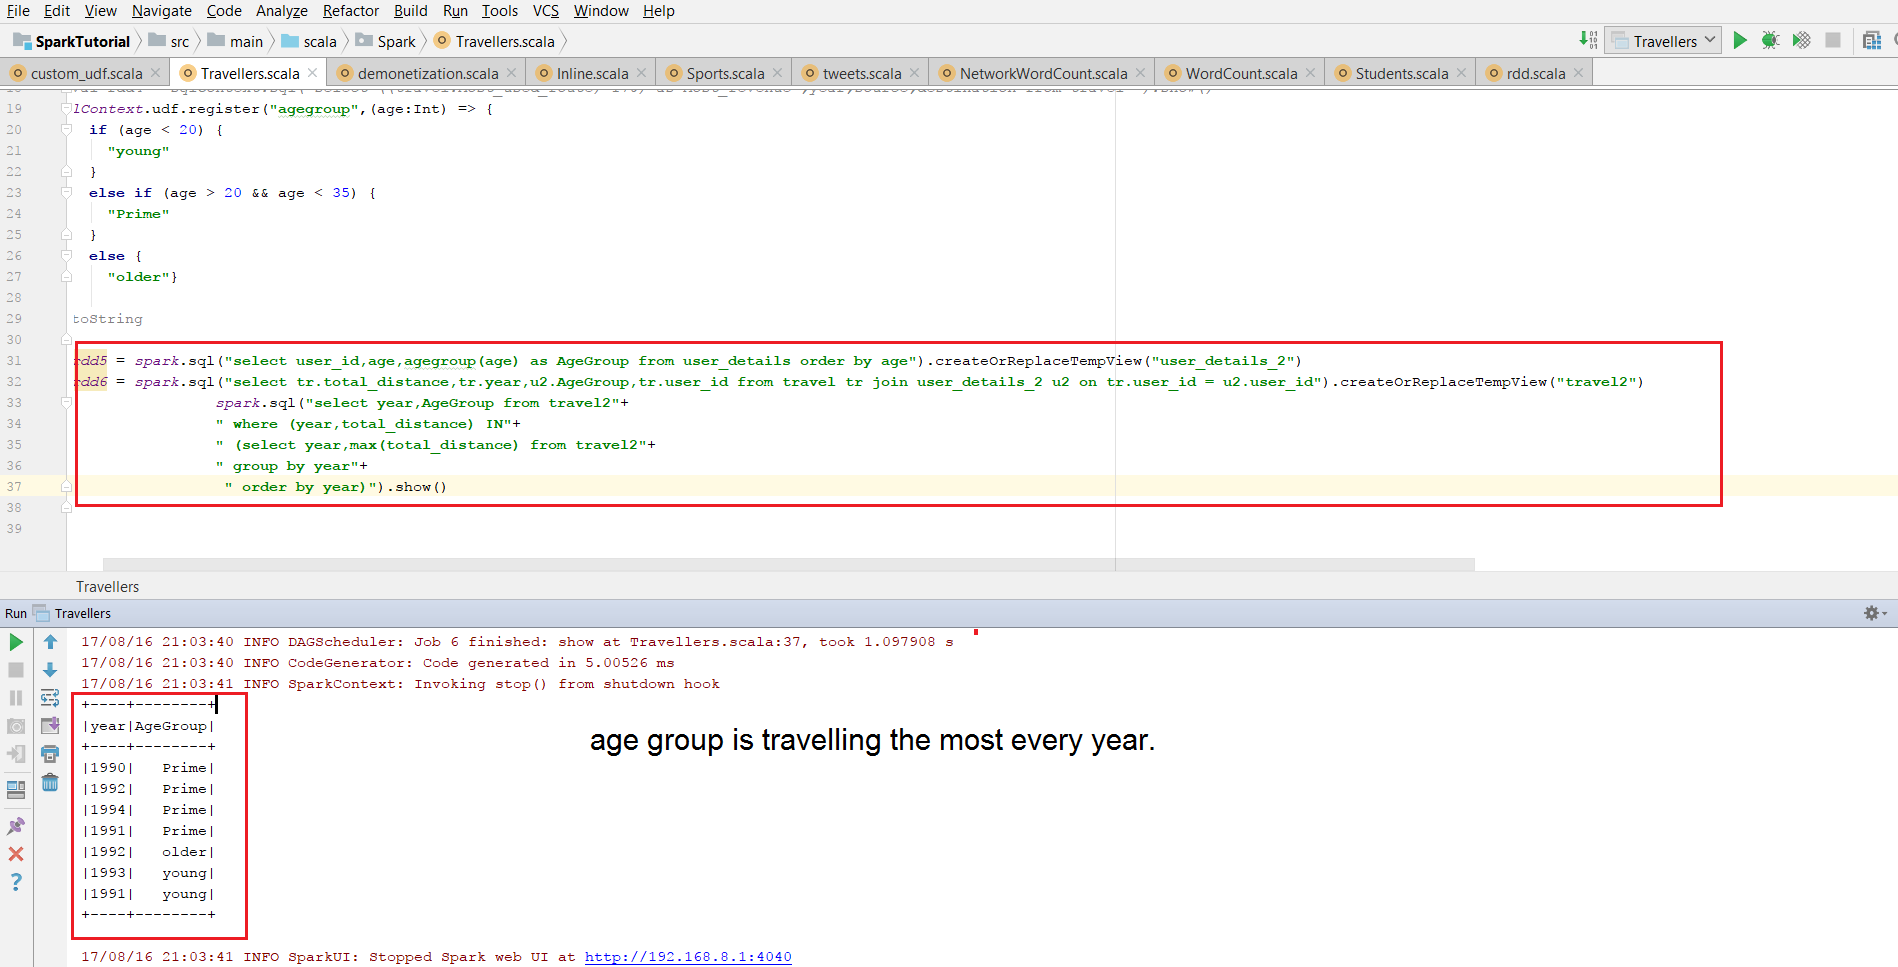 File Edit View Navigate Code Analyze Refactor Build Run Tools VCS Window Help
SparkTutorial src main scala Spark Travellers.scala Travellers
custom_udf.scala Travellers.scala demonetization.scala Inline.scala Sports.scala tweets.scala NetworkWordCount.scala WordCount.scala Students.scala rdd.scala
19 lContext.udf.register("agegroup",(age:Int) => {
20 if (age < 20) {
21 "young"
22 }
23 else if (age > 20 && age < 35) {
24 "Prime"
25 }
26 else {
27 "older"}
28
29 toString
30
31 rdd5 = spark.sql("select user_id,age,agegroup(age) as AgeGroup from user_details order by age").createOrReplaceTempView("user_details_2")
32 rdd6 = spark.sql("select tr.total_distance,tr.year,u2.AgeGroup,tr.user_id from travel tr join user_details_2 u2 on tr.user_id = u2.user_id").createOrReplaceTempView("travel2")
33 spark.sql("select year,AgeGroup from travel2"+
34 " where (year,total_distance) IN"+
35 " (select year,max(total_distance) from travel2"+
36 " group by year"+
37 " order by year)").show()
38
39
Travellers
Run Travellers
17/08/16 21:03:40 INFO DAGScheduler: Job 6 finished: show at Travellers.scala:37, took 1.097908 s
17/08/16 21:03:40 INFO CodeGenerator: Code generated in 5.00526 ms
17/08/16 21:03:41 INFO SparkContext: Invoking stop() from shutdown hook
+----+--------+
|year|AgeGroup|
+----+--------+
|1990| Prime|
|1992| Prime|
|1994| Prime|
|1991| Prime|
|1992| older|
|1993| young|
|1991| young|
+----+--------+
age group is travelling the most every year.
17/08/16 21:03:41 INFO SparkUI: Stopped Spark web UI at http://192.168.8.1:4040